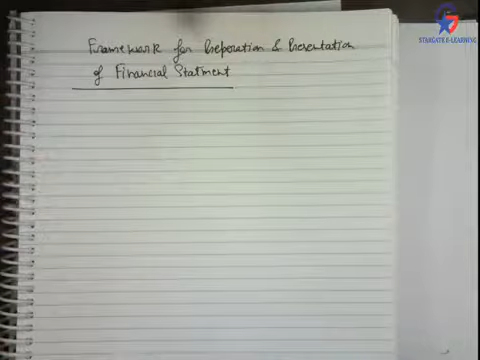 Framework for Preparation & Presentation
of Financial Statment
STARGATE E-LEARNING